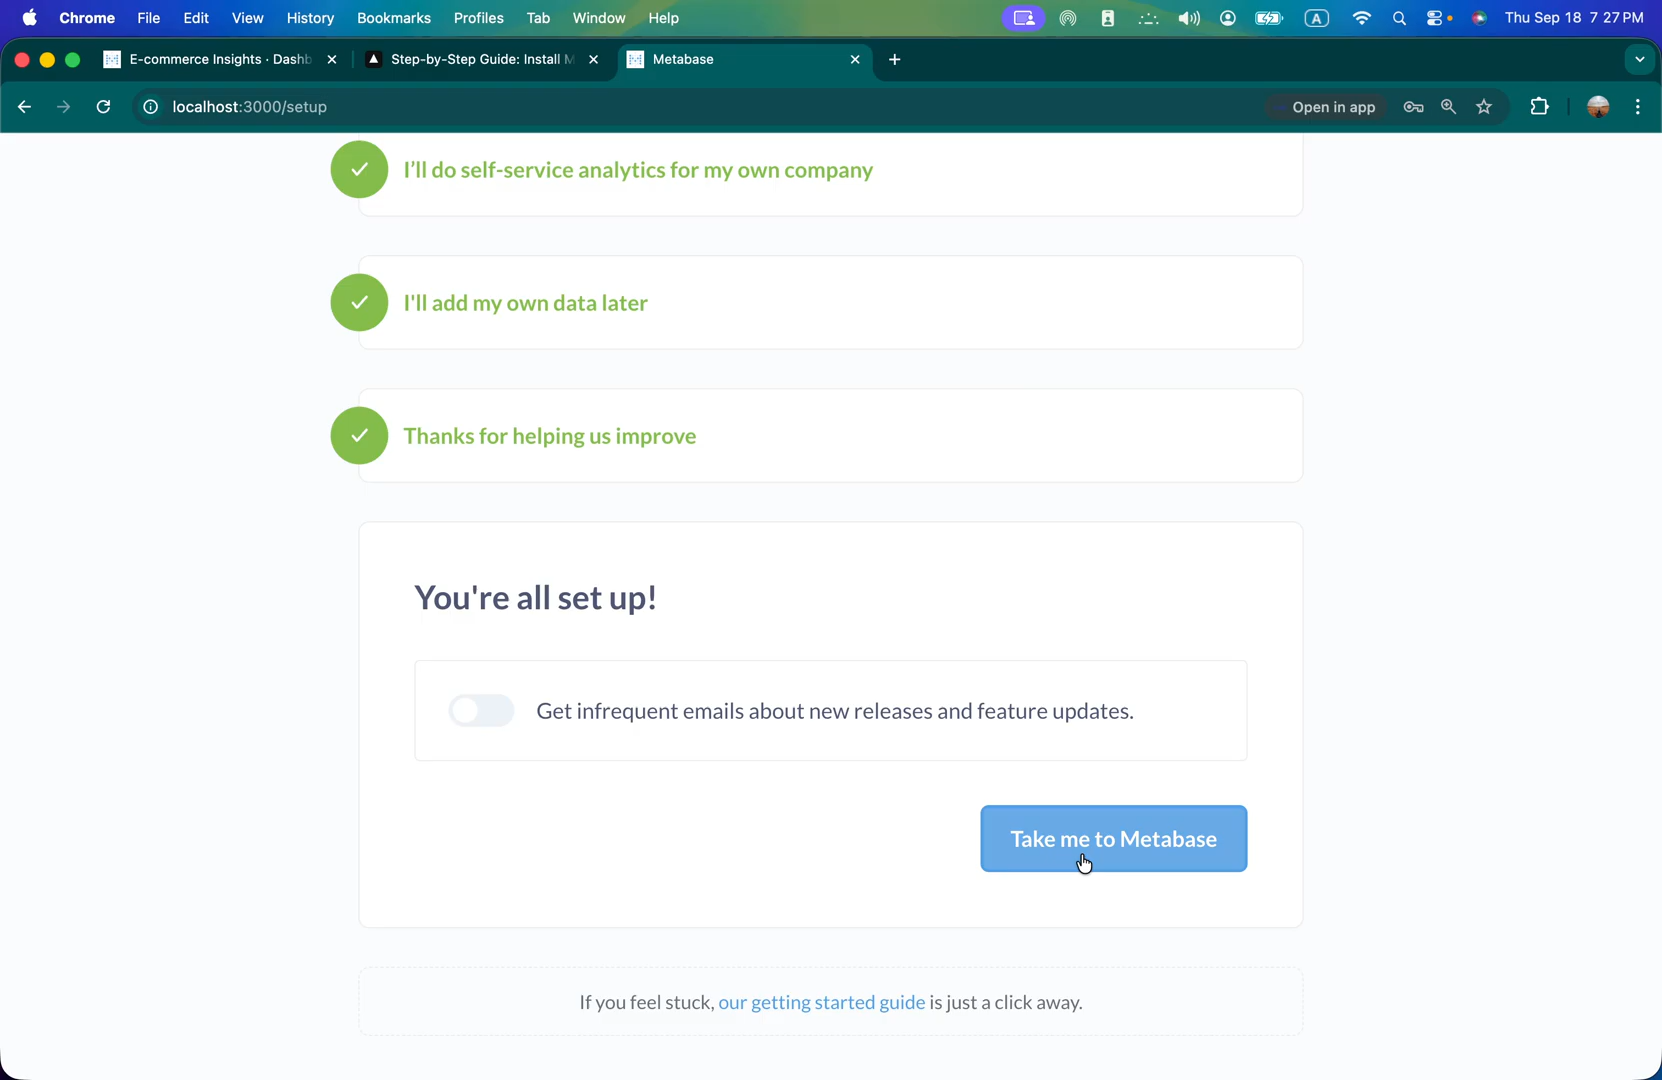 Chrome File Edit View History Bookmarks Profiles Tab Window Help A Thu Sep 18 7 27 PM
E-commerce Insights · Dashb Step-by-Step Guide: Install M Metabase
localhost:3000/setup Open in app
I’ll do self-service analytics for my own company
I'll add my own data later
Thanks for helping us improve
You're all set up!
Get infrequent emails about new releases and feature updates.
Take me to Metabase
If you feel stuck, our getting started guide is just a click away.